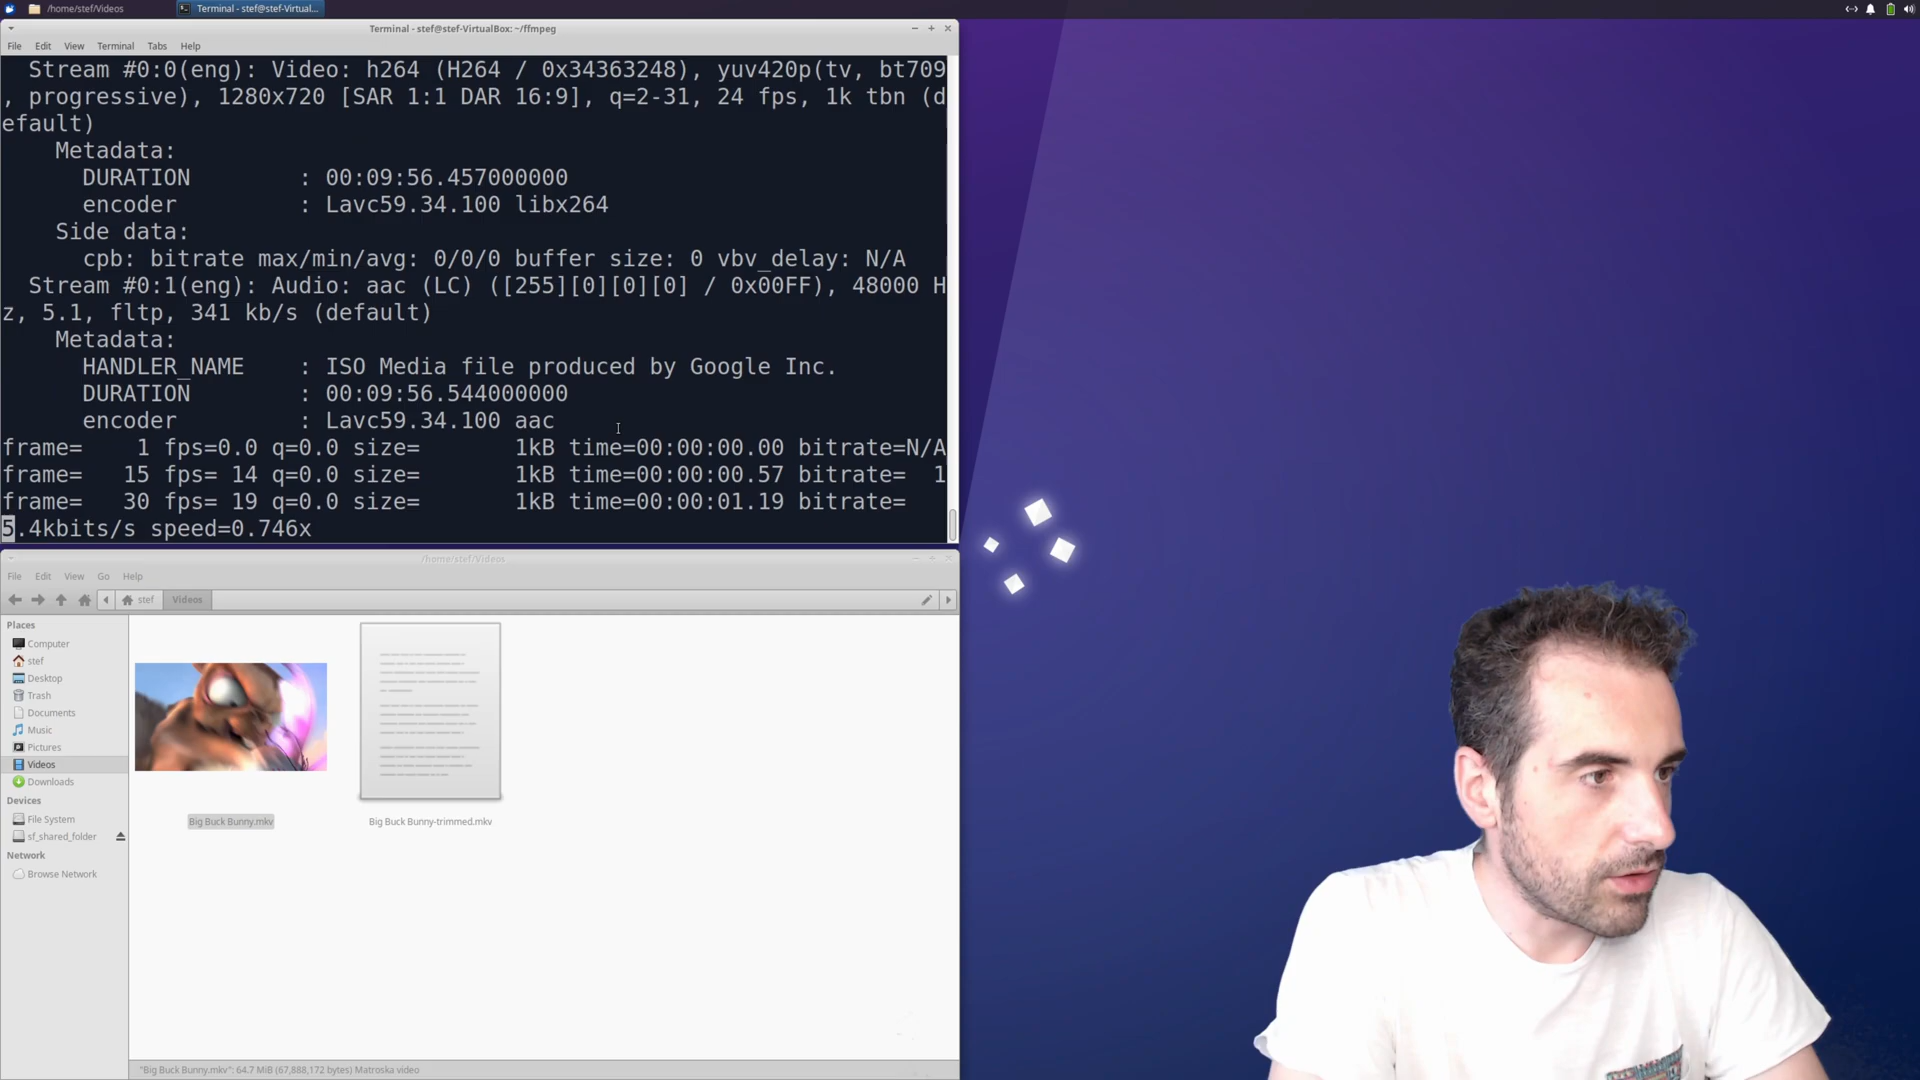 /home/stef/Videos
Terminal - stef@stef-Virtual...
Terminal - stef@stef-VirtualBox: ~/ffmpeg
File Edit View Terminal Tabs Help
Stream #0:0(eng): Video: h264 (H264 / 0x34363248), yuv420p(tv, bt709
, progressive), 1280x720 [SAR 1:1 DAR 16:9], q=2-31, 24 fps, 1k tbn (d
efault)
Metadata:
DURATION : 00:09:56.457000000
encoder : Lavc59.34.100 libx264
Side data:
cpb: bitrate max/min/avg: 0/0/0 buffer size: 0 vbv_delay: N/A
Stream #0:1(eng): Audio: aac (LC) ([255][0][0][0] / 0x00FF), 48000 H
z, 5.1, fltp, 341 kb/s (default)
Metadata:
HANDLER_NAME : ISO Media file produced by Google Inc.
DURATION : 00:09:56.544000000
encoder : Lavc59.34.100 aac
frame= 1 fps=0.0 q=0.0 size= 1kB time=00:00:00.00 bitrate=N/A
frame= 15 fps= 14 q=0.0 size= 1kB time=00:00:00.57 bitrate= 1
frame= 30 fps= 19 q=0.0 size= 1kB time=00:00:01.19 bitrate=
5.4kbits/s speed=0.746x
/home/stef/Videos
File Edit View Go Help
stef Videos
Places
Computer
stef
Desktop
Trash
Documents
Music
Pictures
Videos
Downloads
Devices
File System
sf_shared_folder
Network
Browse Network
Big Buck Bunny.mkv
Big Buck Bunny-trimmed.mkv
"Big Buck Bunny.mkv": 64.7 MiB (67,888,172 bytes) Matroska video